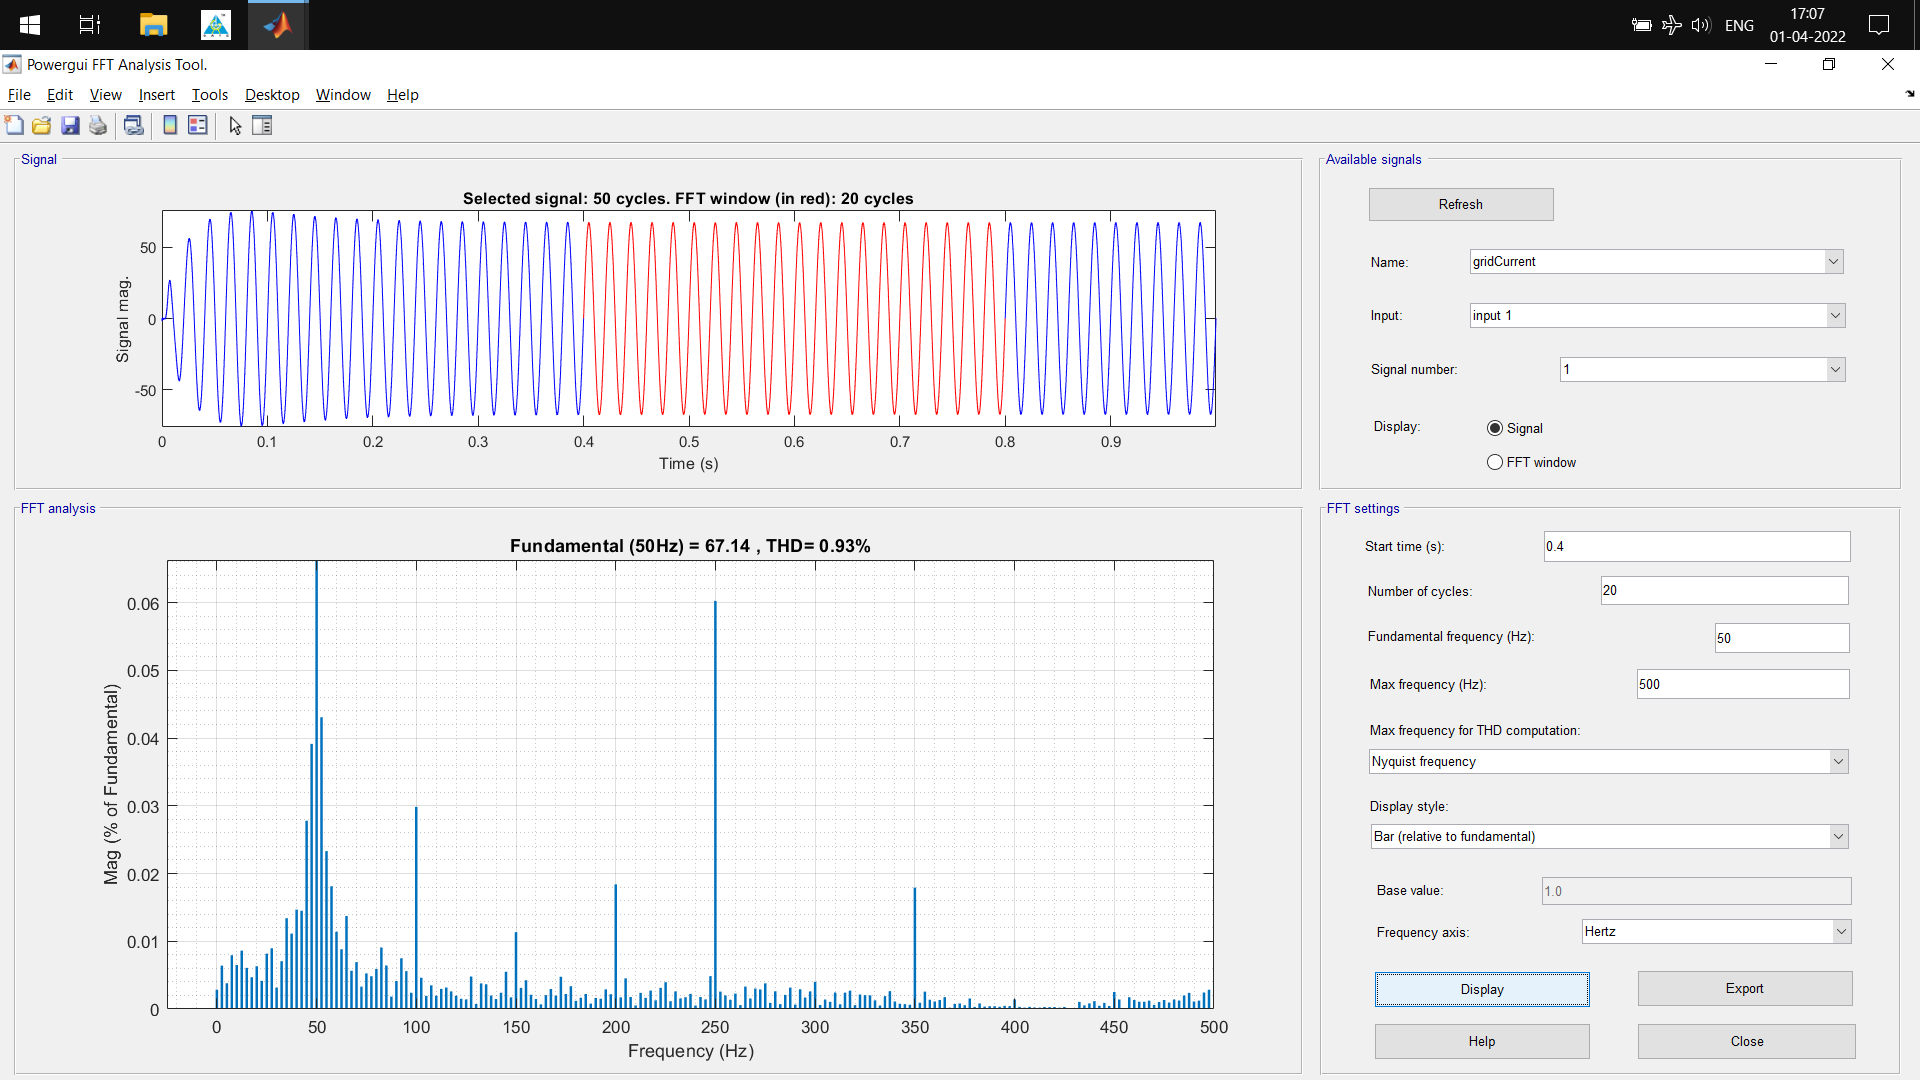 ENG
17:07
01-04-2022
Powergui FFT Analysis Tool.
File Edit View Insert Tools Desktop Window Help
Signal
Selected signal: 50 cycles. FFT window (in red): 20 cycles
Signal mag.
50
0
-50
0 0.1 0.2 0.3 0.4 0.5 0.6 0.7 0.8 0.9
Time (s)
Available signals
Refresh
Name: gridCurrent
Input: input 1
Signal number: 1
Display: Signal
FFT window
FFT analysis
Fundamental (50Hz) = 67.14 , THD= 0.93%
Mag (% of Fundamental)
0.06
0.05
0.04
0.03
0.02
0.01
0
0 50 100 150 200 250 300 350 400 450 500
Frequency (Hz)
FFT settings
Start time (s): 0.4
Number of cycles: 20
Fundamental frequency (Hz): 50
Max frequency (Hz): 500
Max frequency for THD computation:
Nyquist frequency
Display style:
Bar (relative to fundamental)
Base value: 1.0
Frequency axis: Hertz
Display Export
Help Close